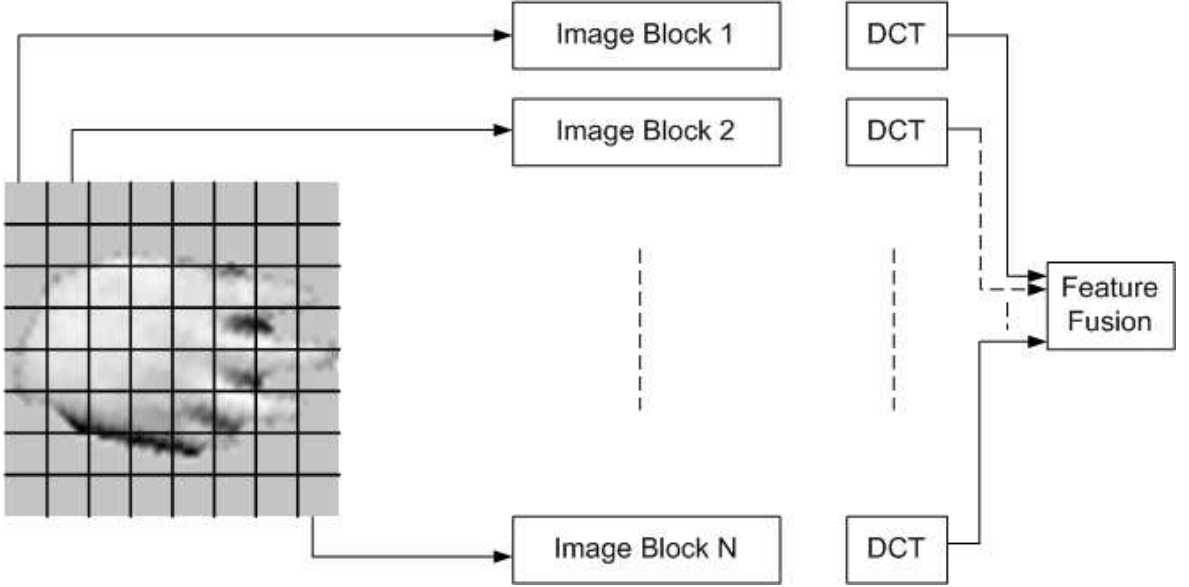 Image Block 1
DCT
Image Block 2
DCT
Feature
Fusion
Image Block N
DCT